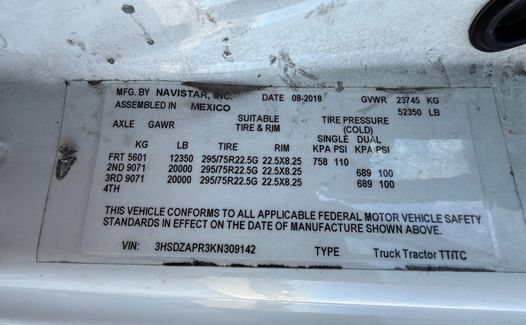 MFG. BY NAVISTAR, INC. DATE 08-2018 GVWR 23745 KG
ASSEMBLED IN MEXICO 52350 LB
SUITABLE TIRE PRESSURE
AXLE GAWR TIRE & RIM (COLD)
SINGLE DUAL
KG LB TIRE RIM KPA PSI KPA PSI
FRT 5601 12350 295/75R22.5G 22.5X8.25 758 110
2ND 9071 20000 295/75R22.5G 22.5X8.25 689 100
3RD 9071 20000 295/75R22.5G 22.5X8.25 689 100
4TH
THIS VEHICLE CONFORMS TO ALL APPLICABLE FEDERAL MOTOR VEHICLE SAFETY
STANDARDS IN EFFECT ON THE DATE OF MANUFACTURE SHOWN ABOVE.
VIN: 3HSDZAPR3KN309142 TYPE Truck Tractor TT/TC